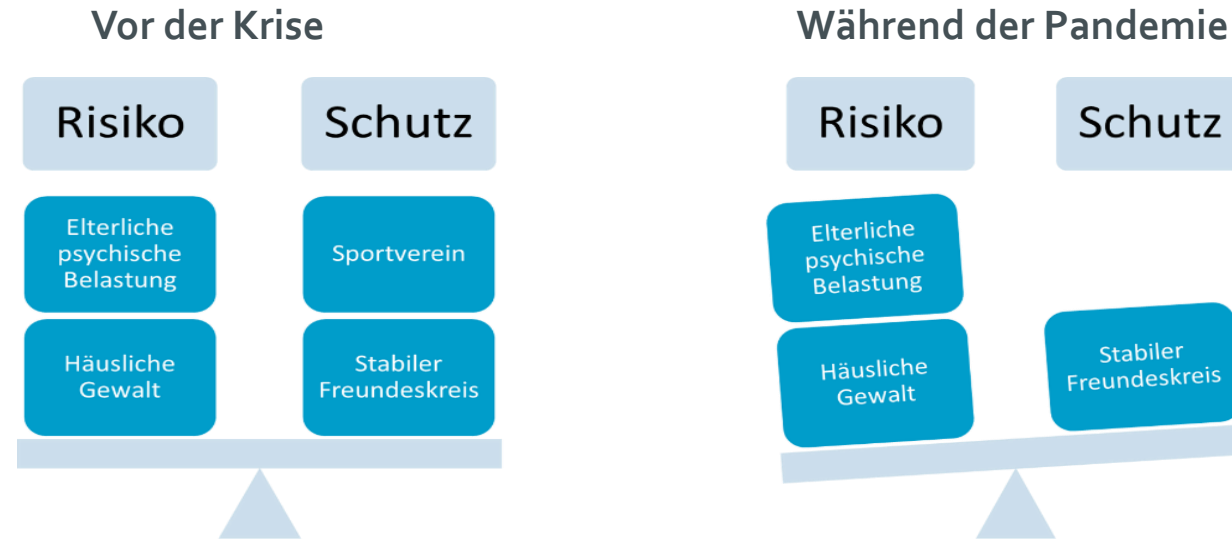 Vor der Krise
Risiko
Schutz
Elterliche
psychische
Belastung
Sportverein
Häusliche
Gewalt
Stabiler
Freundeskreis
Während der Pandemie
Risiko
Schutz
Elterliche
psychische
Belastung
Häusliche
Gewalt
Stabiler
Freundeskreis